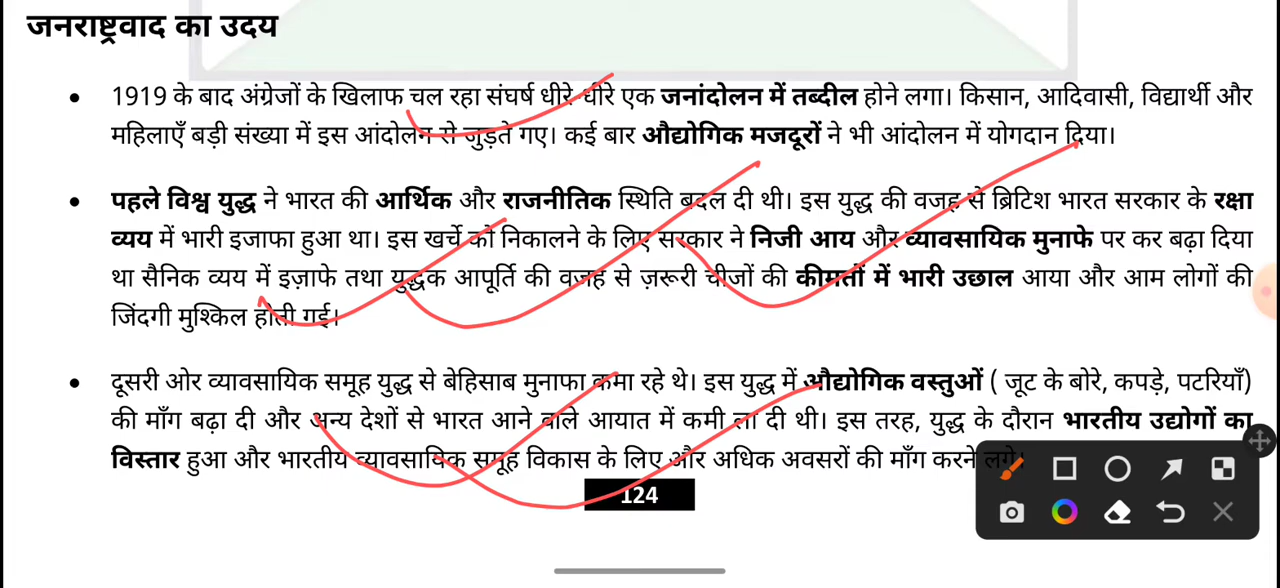 जनराष्ट्रवाद का उदय
• 1919 के बाद अंग्रेजों के खिलाफ चल रहा संघर्ष धीरे-धीरे एक जनांदोलन में तब्दील होने लगा। किसान, आदिवासी, विद्यार्थी और
महिलाएँ बड़ी संख्या में इस आंदोलन से जुड़ते गए। कई बार औद्योगिक मजदूरों ने भी आंदोलन में योगदान दिया।
• पहले विश्व युद्ध ने भारत की आर्थिक और राजनीतिक स्थिति बदल दी थी। इस युद्ध की वजह से ब्रिटिश भारत सरकार के रक्षा
व्यय में भारी इजाफा हुआ था। इस खर्चे को निकालने के लिए सरकार ने निजी आय और व्यावसायिक मुनाफे पर कर बढ़ा दिया
था सैनिक व्यय में इज़ाफे तथा युद्धक आपूर्ति की वजह से ज़रूरी चीजों की कीमतों में भारी उछाल आया और आम लोगों की
जिंदगी मुश्किल होती गई।
• दूसरी ओर व्यावसायिक समूह युद्ध से बेहिसाब मुनाफा कमा रहे थे। इस युद्ध में औद्योगिक वस्तुओं ( जूट के बोरे, कपड़े, पटरियाँ)
की माँग बढ़ा दी और अन्य देशों से भारत आने वाले आयात में कमी ला दी थी। इस तरह, युद्ध के दौरान भारतीय उद्योगों का
विस्तार हुआ और भारतीय व्यावसायिक समूह विकास के लिए और अधिक अवसरों की माँग करने लगे।
124